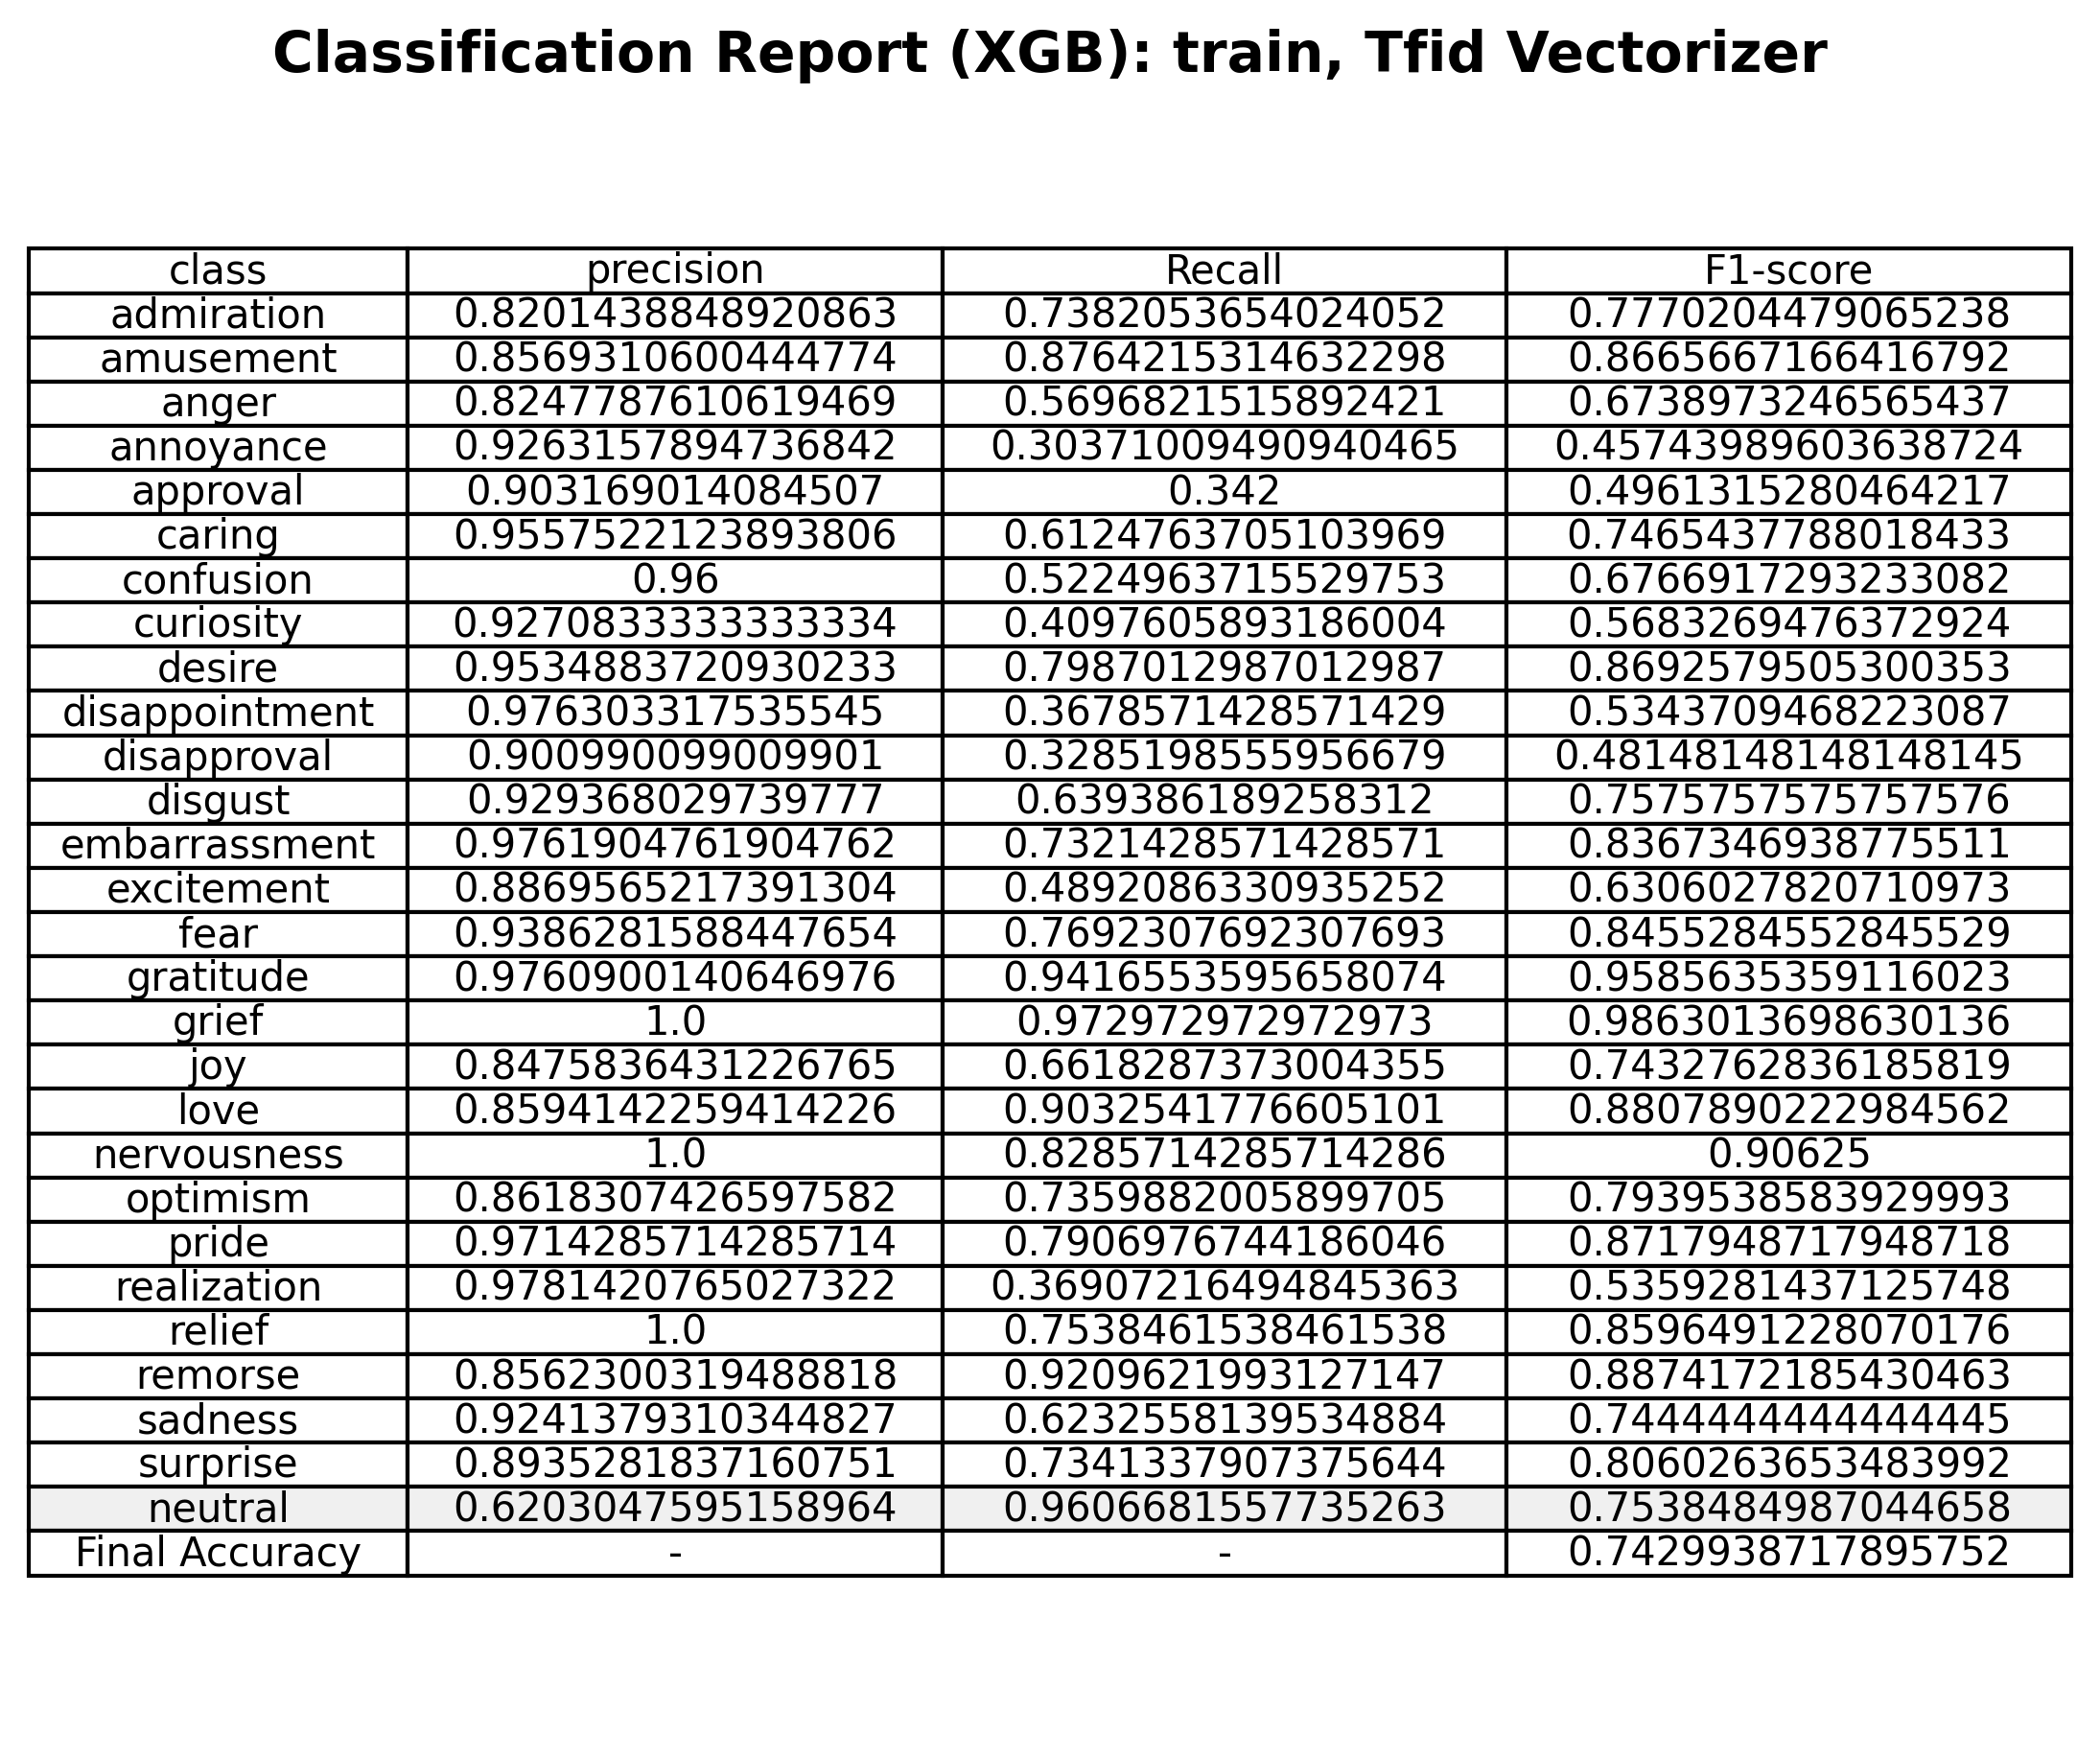 Classification Report (XGB): train, Tfid Vectorizer
class precision Recall F1-score
admiration 0.8201438848920863 0.7382053654024052 0.7770204479065238
amusement 0.8569310600444774 0.8764215314632298 0.8665667166416792
anger 0.8247787610619469 0.5696821515892421 0.6738973246565437
annoyance 0.9263157894736842 0.30371009490940465 0.45743989603638724
approval 0.903169014084507 0.342 0.4961315280464217
caring 0.9557522123893806 0.6124763705103969 0.7465437788018433
confusion 0.96 0.5224963715529753 0.6766917293233082
curiosity 0.9270833333333334 0.4097605893186004 0.5683269476372924
desire 0.9534883720930233 0.7987012987012987 0.8692579505300353
disappointment 0.976303317535545 0.3678571428571429 0.5343709468223087
disapproval 0.900990099009901 0.3285198555956679 0.48148148148148145
disgust 0.929368029739777 0.639386189258312 0.7575757575757576
embarrassment 0.9761904761904762 0.7321428571428571 0.8367346938775511
excitement 0.8869565217391304 0.4892086330935252 0.6306027820710973
fear 0.9386281588447654 0.7692307692307693 0.8455284552845529
gratitude 0.9760900140646976 0.9416553595658074 0.9585635359116023
grief 1.0 0.972972972972973 0.9863013698630136
joy 0.8475836431226765 0.6618287373004355 0.7432762836185819
love 0.8594142259414226 0.9032541776605101 0.8807890222984562
nervousness 1.0 0.8285714285714286 0.90625
optimism 0.8618307426597582 0.7359882005899705 0.7939538583929993
pride 0.9714285714285714 0.7906976744186046 0.8717948717948718
realization 0.9781420765027322 0.36907216494845363 0.5359281437125748
relief 1.0 0.7538461538461538 0.8596491228070176
remorse 0.8562300319488818 0.9209621993127147 0.8874172185430463
sadness 0.9241379310344827 0.6232558139534884 0.7444444444444445
surprise 0.8935281837160751 0.7341337907375644 0.8060263653483992
neutral 0.6203047595158964 0.9606681557735263 0.7538484987044658
Final Accuracy - - 0.7429938717895752